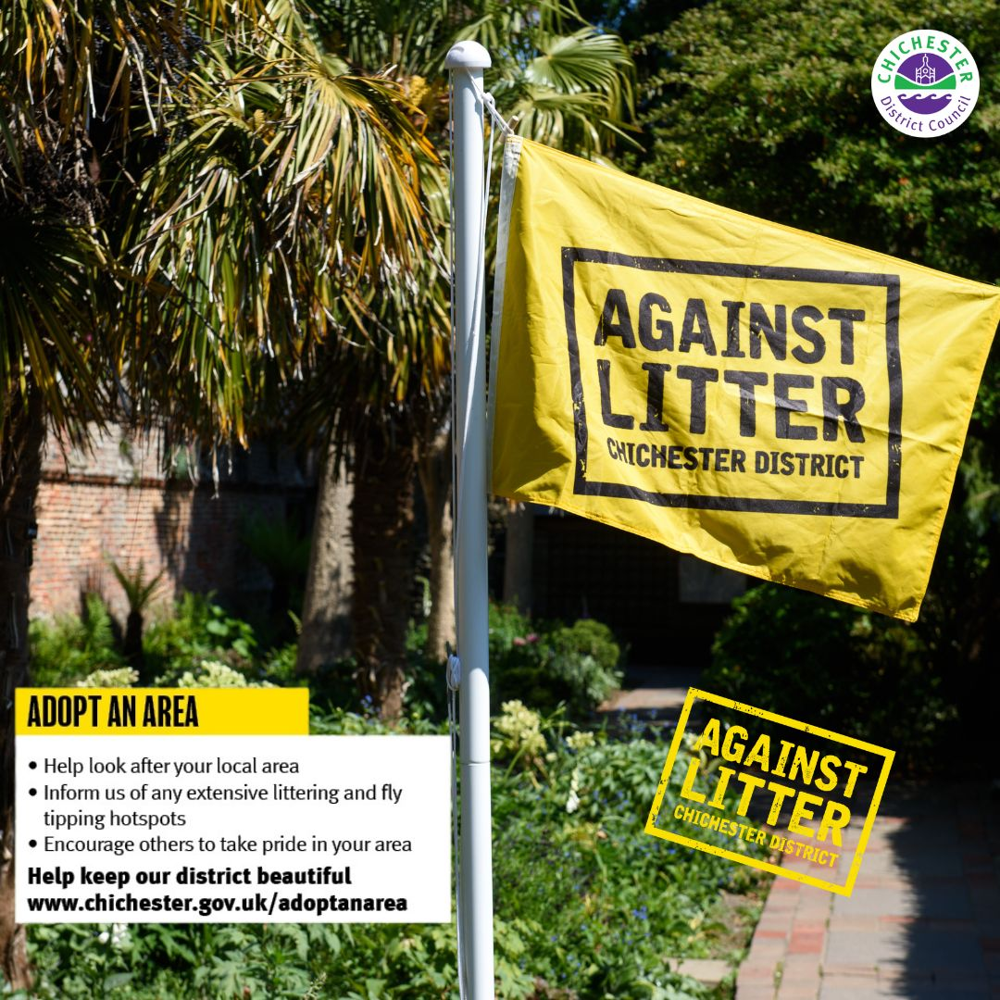 CHICHESTER
District Council
AGAINST
LITTER
CHICHESTER DISTRICT
ADOPT AN AREA
• Help look after your local area
• Inform us of any extensive littering and fly
tipping hotspots
• Encourage others to take pride in your area
Help keep our district beautiful
www.chichester.gov.uk/adoptanarea
AGAINST
LITTER
CHICHESTER DISTRICT